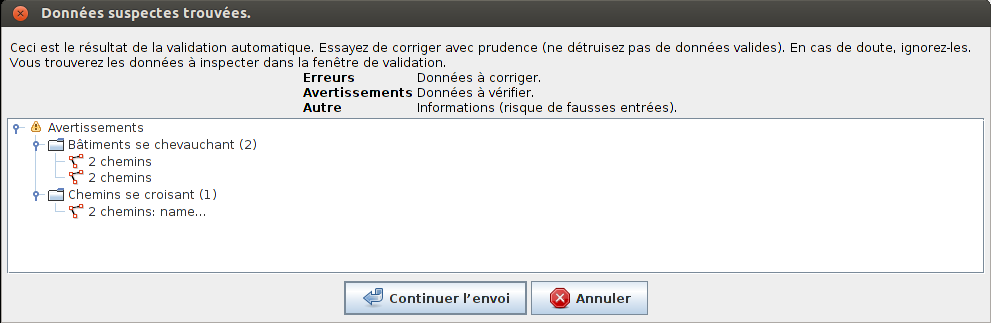 Données suspectes trouvées.
Ceci est le résultat de la validation automatique. Essayez de corriger avec prudence (ne détruisez pas de données valides). En cas de doute, ignorez-les.
Vous trouverez les données à inspecter dans la fenêtre de validation.
Erreurs Données à corriger.
Avertissements Données à vérifier.
Autre Informations (risque de fausses entrées).
Avertissements
Bâtiments se chevauchant (2)
2 chemins
2 chemins
Chemins se croisant (1)
2 chemins: name...
Continuer l'envoi Annuler